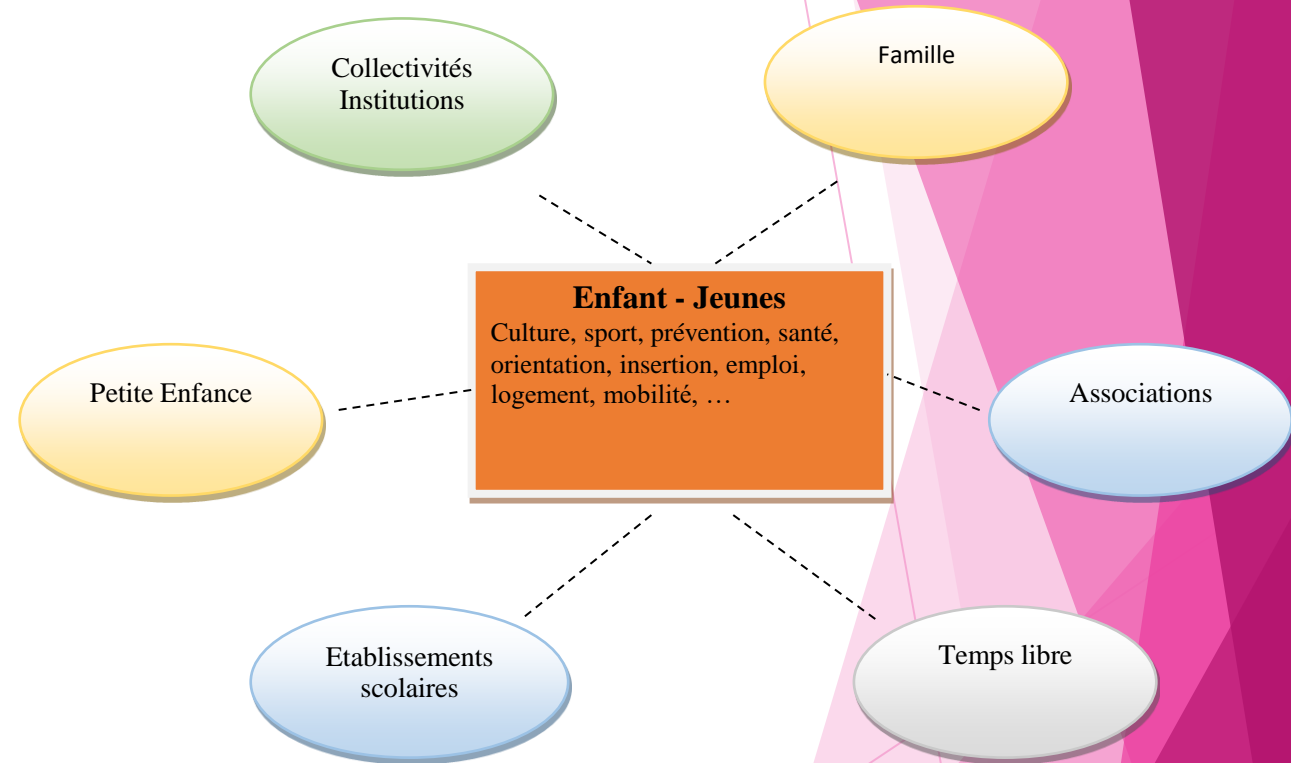 Collectivités
Institutions
Famille
Enfant - Jeunes
Culture, sport, prévention, santé,
orientation, insertion, emploi,
logement, mobilité, …
Petite Enfance
Associations
Etablissements
scolaires
Temps libre